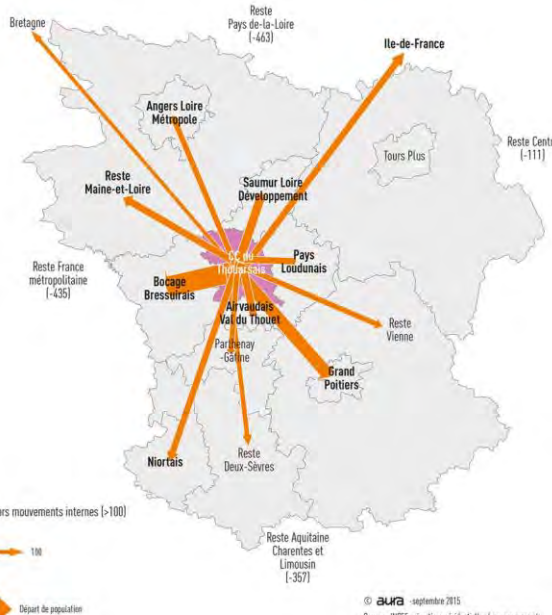 Bretagne
Reste
Pays de-la-Loire
(-463)
Ile-de-France
Angers Loire
Métropole
Reste Centre
(-111)
Tours Plus
Reste
Maine-et-Loire
Saumur Loire
Développement
CC du
Thouarsais
Pays
Loudunais
Reste France
métropolitaine
(-435)
Bocage
Bressuirais
Airvaudais
Val du Thouet
Reste
Vienne
Parthenay
-Gâtine
Grand
Poitiers
Niortais
Reste
Deux-Sèvres
ors mouvements internes (>100)
100
Reste Aquitaine
Charentes et
Limousin
(-357)
Départ de population
© aura - septembre 2015